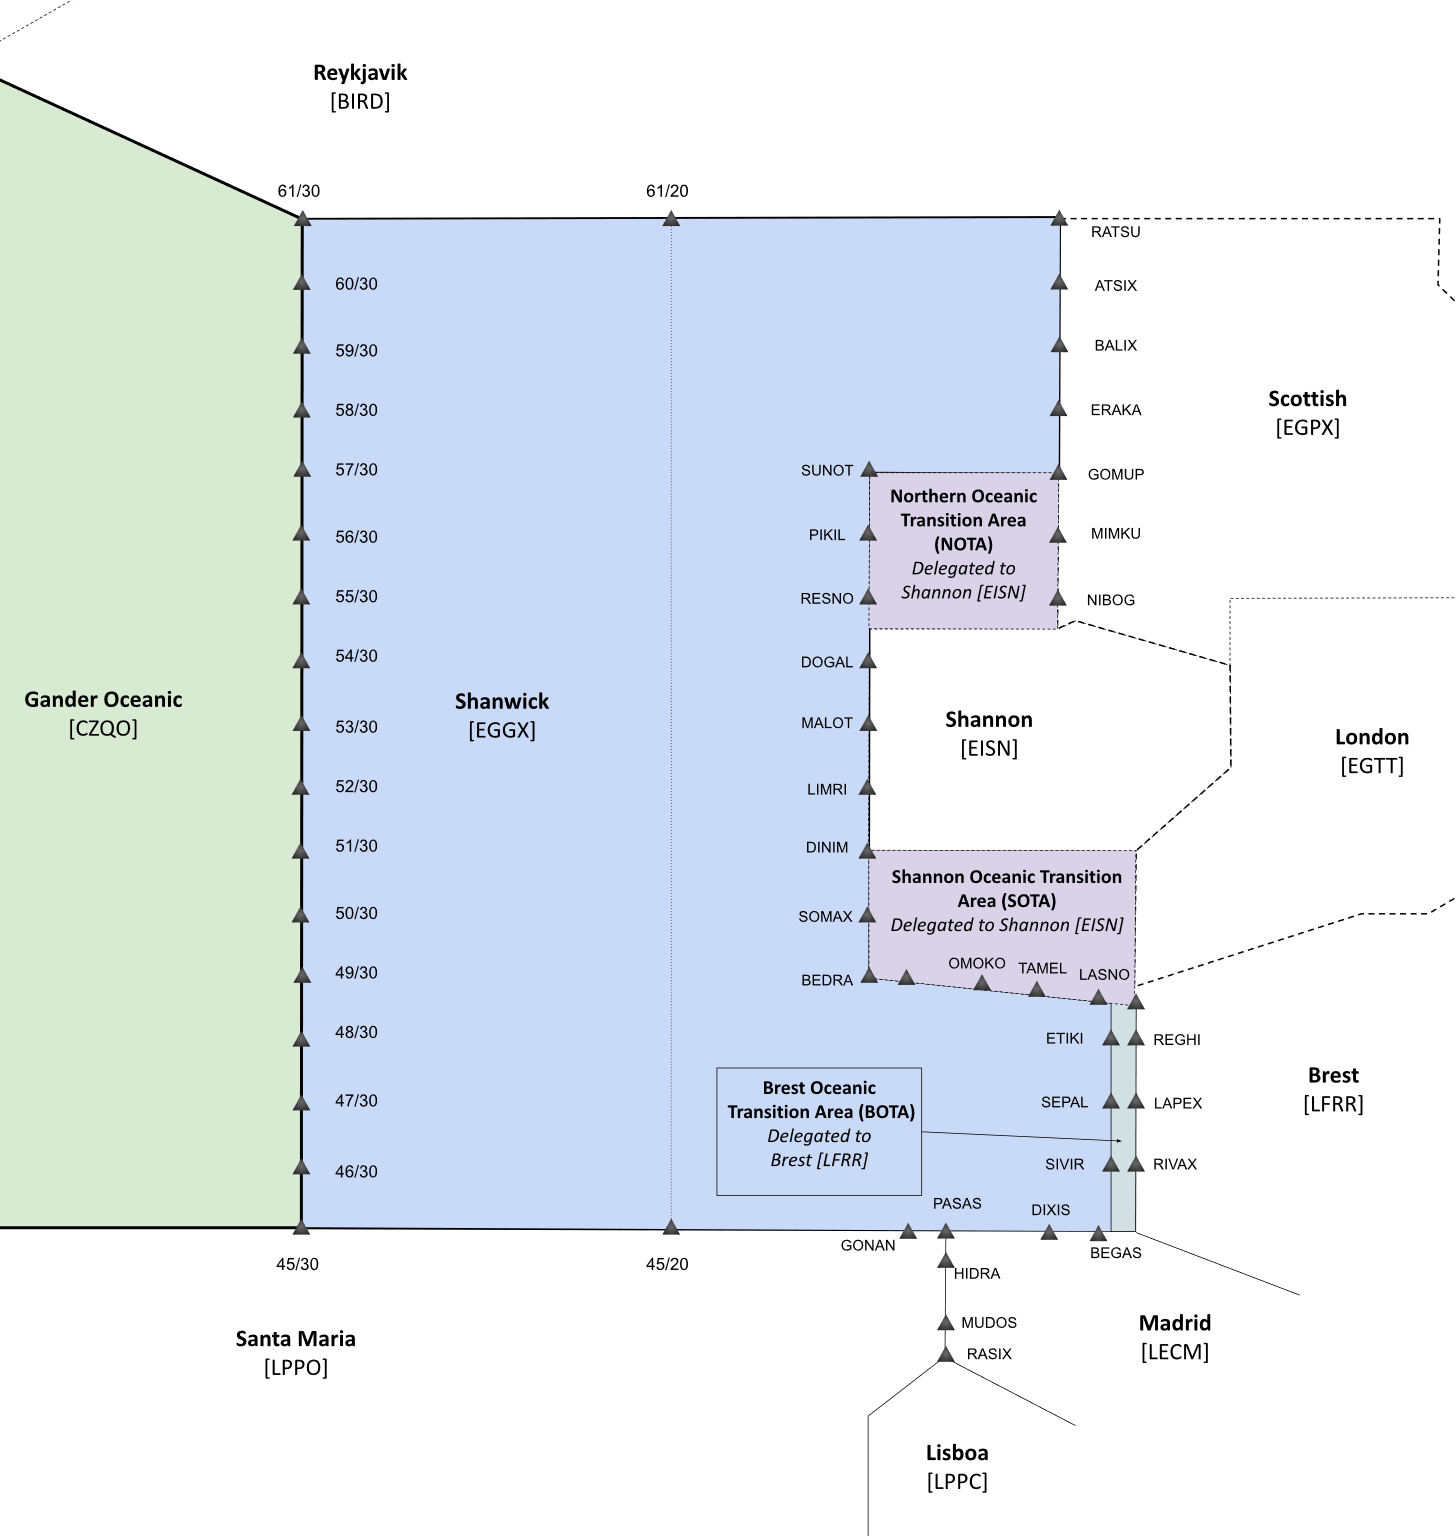 Reykjavik
[BIRD]
61/30
61/20
RATSU
60/30
ATSIX
59/30
BALIX
58/30
ERAKA
Scottish
[EGPX]
57/30
SUNOT
GOMUP
Northern Oceanic
Transition Area
(NOTA)
Delegated to
Shannon [EISN]
56/30
PIKIL
MIMKU
55/30
RESNO
NIBOG
54/30
DOGAL
Gander Oceanic
[CZQO]
Shanwick
[EGGX]
53/30
MALOT
Shannon
[EISN]
London
[EGTT]
52/30
LIMRI
51/30
DINIM
Shannon Oceanic Transition
Area (SOTA)
Delegated to Shannon [EISN]
50/30
SOMAX
49/30
BEDRA
OMOKO
TAMEL
LASNO
48/30
ETIKI
REGHI
Brest Oceanic
Transition Area (BOTA)
Delegated to
Brest [LFRR]
Brest
[LFRR]
47/30
SEPAL
LAPEX
46/30
SIVIR
RIVAX
PASAS
DIXIS
GONAN
BEGAS
45/30
45/20
HIDRA
MUDOS
RASIX
Santa Maria
[LPPO]
Madrid
[LECM]
Lisboa
[LPPC]